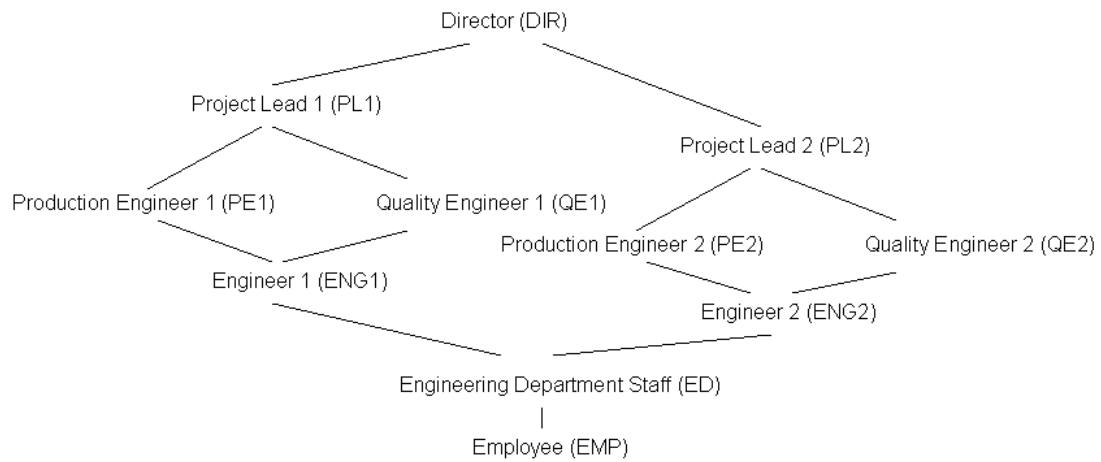 Director (DIR)
Project Lead 1 (PL1)
Project Lead 2 (PL2)
Production Engineer 1 (PE1)
Quality Engineer 1 (QE1)
Production Engineer 2 (PE2)
Quality Engineer 2 (QE2)
Engineer 1 (ENG1)
Engineer 2 (ENG2)
Engineering Department Staff (ED)
Employee (EMP)